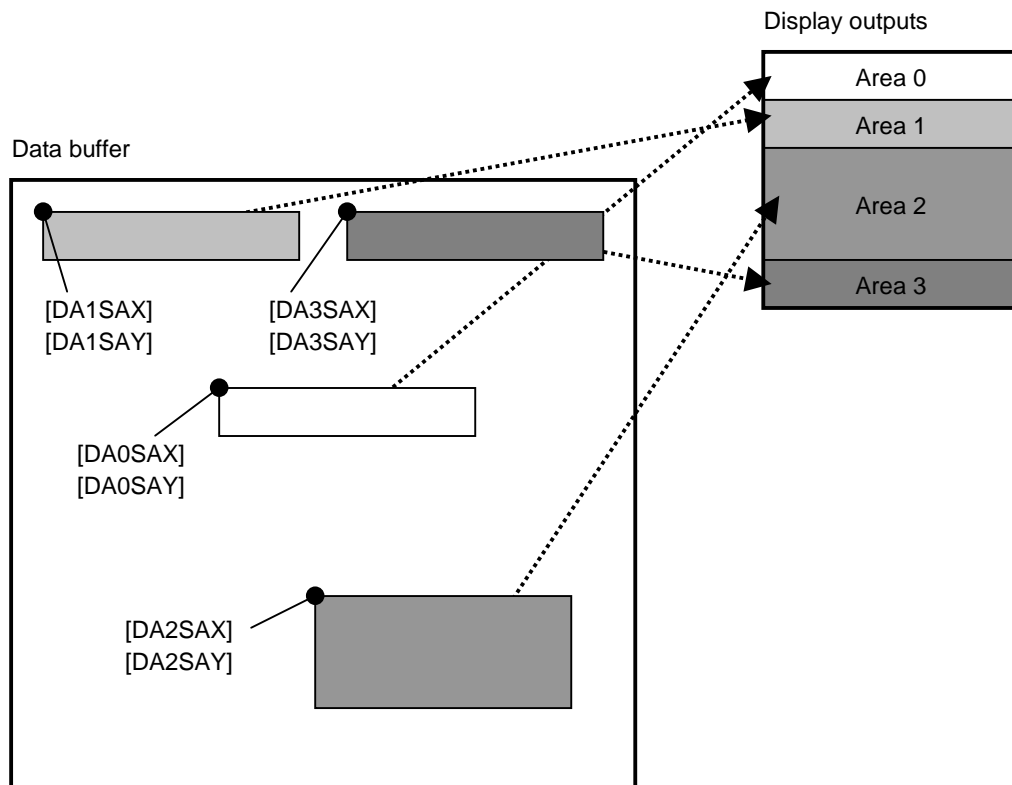 Display outputs
Area 0
Area 1
Area 2
Area 3
Data buffer
[DA1SAX]
[DA1SAY]
[DA3SAX]
[DA3SAY]
[DA0SAX]
[DA0SAY]
[DA2SAX]
[DA2SAY]